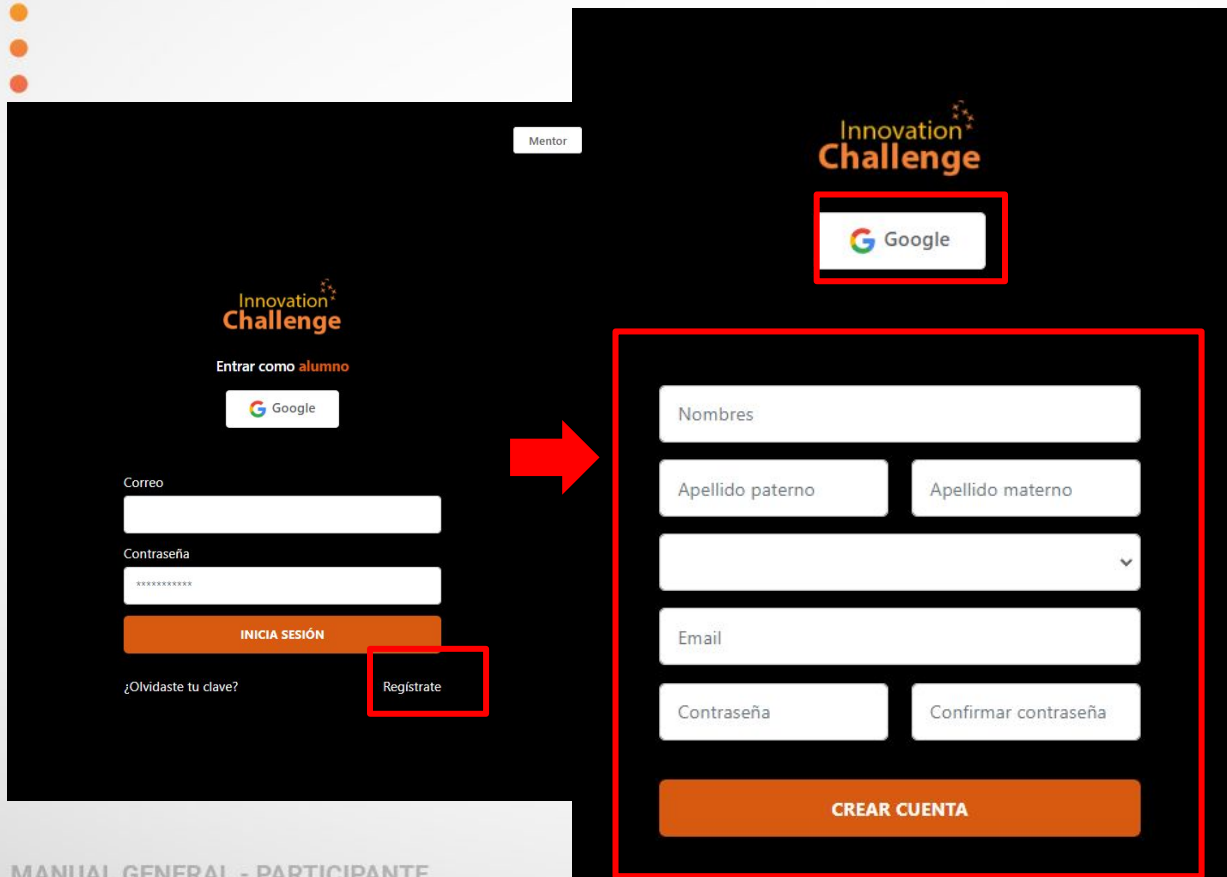 Mentor
Innovation
Challenge
Entrar como alumno
Google
Correo
Contraseña
***********
INICIA SESIÓN
¿Olvidaste tu clave?
Regístrate
Innovation
Challenge
Google
Nombres
Apellido paterno
Apellido materno
Email
Contraseña
Confirmar contraseña
CREAR CUENTA
MANUAL GENERAL - PARTICIPANTE